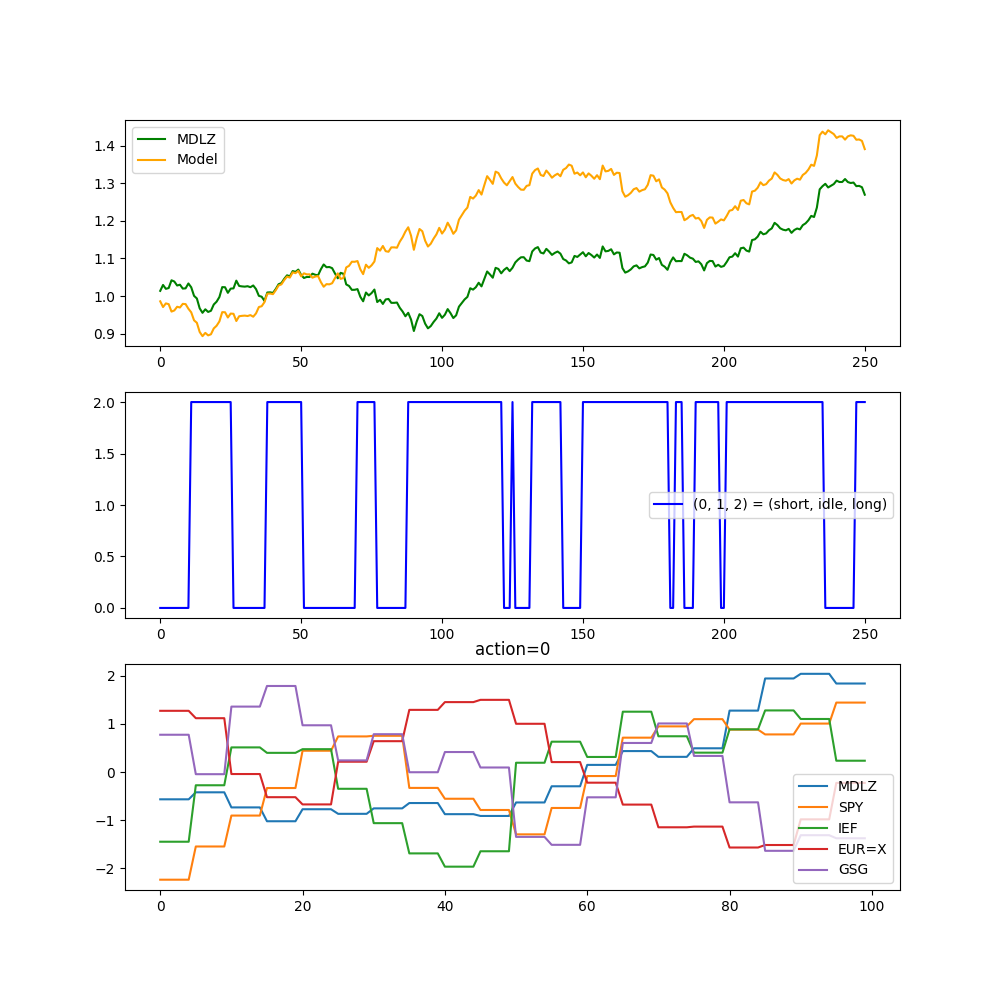 MDLZ
Model
1.4
1.3
1.2
1.1
1.0
0.9
0 50 100 150 200 250
2.0
1.5
1.0
0.5
0.0
(0, 1, 2) = (short, idle, long)
0 50 100 150 200 250
action=0
2
1
0
−1
−2
MDLZ
SPY
IEF
EUR=X
GSG
0 20 40 60 80 100